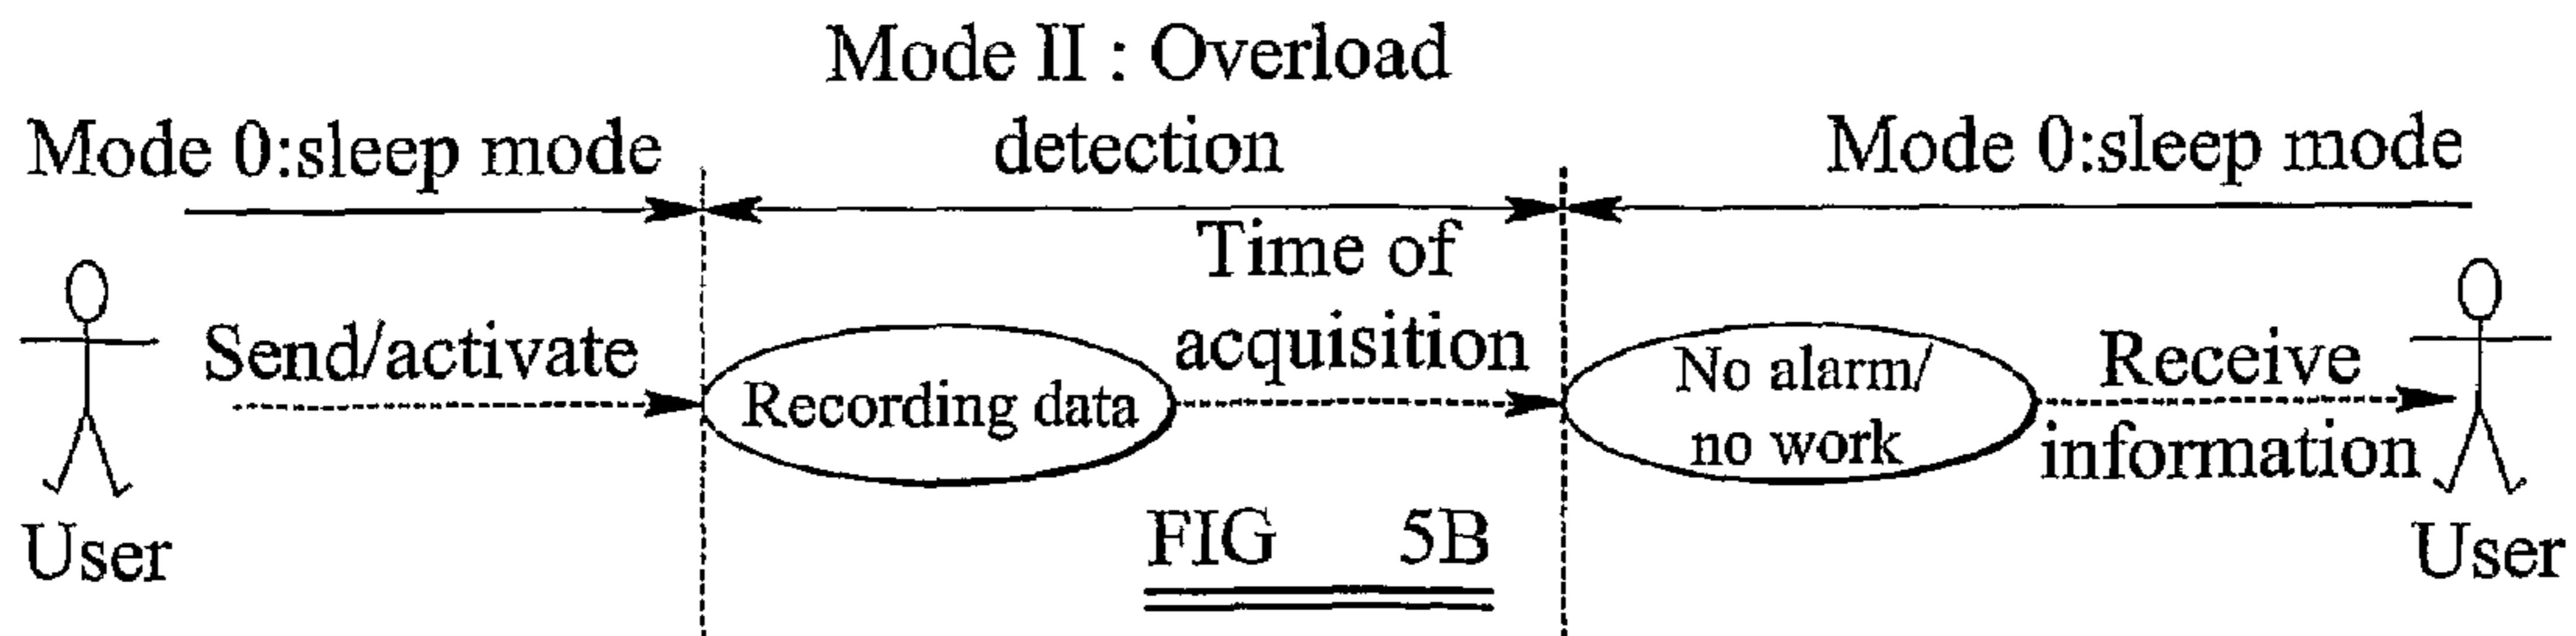 Mode II : Overload
detection
Mode 0:sleep mode
Mode 0:sleep mode
Time of
acquisition
Send/activate
Recording data
No alarm/
no work
Receive
information
User
FIG 5B
User